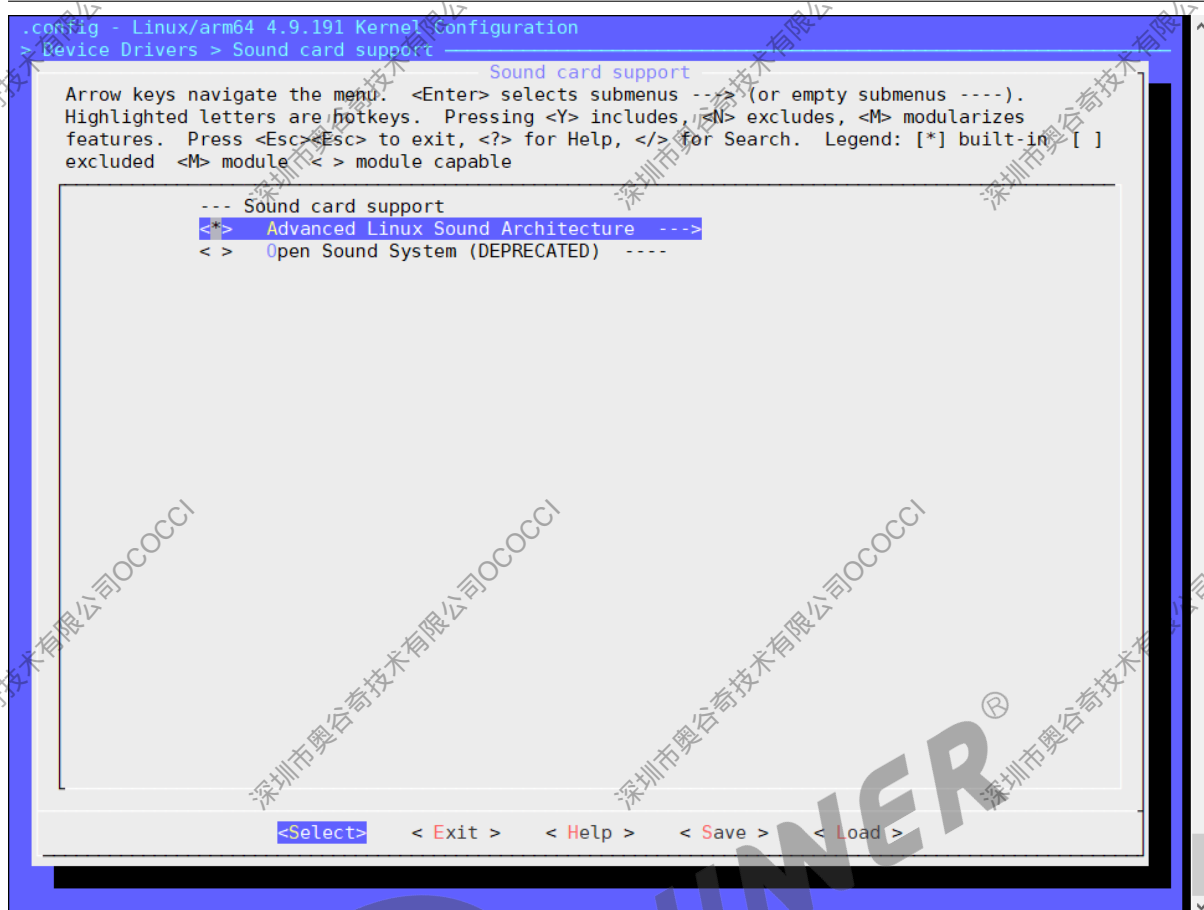 .config - Linux/arm64 4.9.191 Kernel Configuration
> Device Drivers > Sound card support
Sound card support
Arrow keys navigate the menu. <Enter> selects submenus ---> (or empty submenus ----).
Highlighted letters are hotkeys. Pressing <Y> includes, <N> excludes, <M> modularizes
features. Press <Esc><Esc> to exit, <?> for Help, </> for Search. Legend: [*] built-in [ ]
excluded <M> module < > module capable
--- Sound card support
<*> Advanced Linux Sound Architecture --->
< > Open Sound System (DEPRECATED) ----
<Select> < Exit > < Help > < Save > < Load >
深圳市奥谷奇技术有限公司OCOCCI
深圳市奥谷奇技术有限公司OCOCCI
深圳市奥谷奇技术有限公司OCOCCI